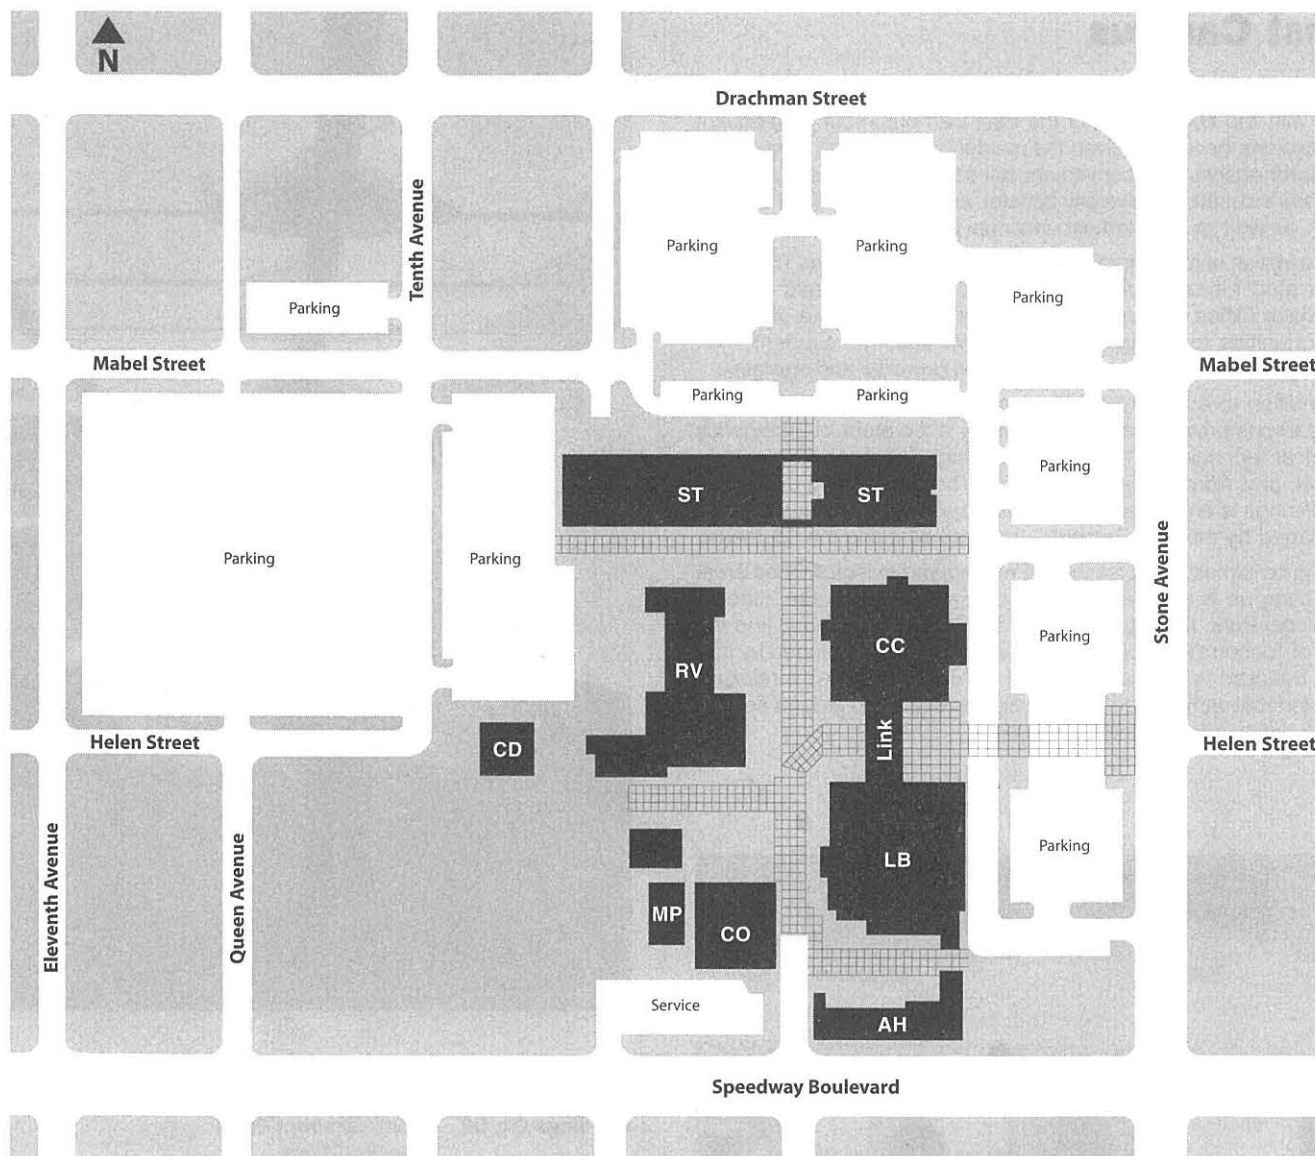 N
Drachman Street
Tenth Avenue
Parking
Parking
Parking
Parking
Mabel Street
Mabel Street
Parking
Parking
Parking
ST
ST
Parking
Parking
Stone Avenue
Parking
CC
RV
Link
Helen Street
CD
Helen Street
Parking
LB
Eleventh Avenue
Queen Avenue
MP
CO
Service
AH
Speedway Boulevard